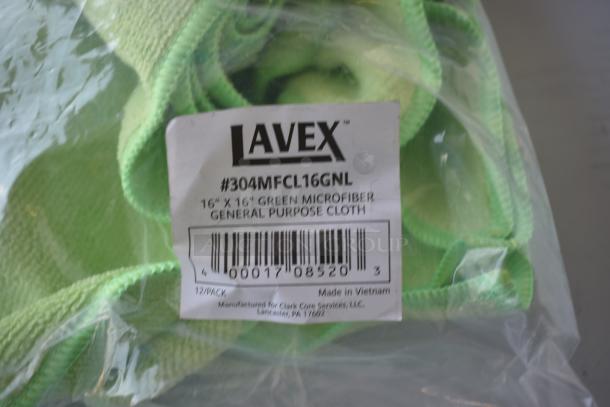 LAVEX™
#304MFCL16GNL
16" X 16" GREEN MICROFIBER
GENERAL PURPOSE CLOTH
4 00017 08520 3
12/PACK Made in Vietnam
Manufactured for Clark Core Services, LLC.
Lancaster, PA 17602